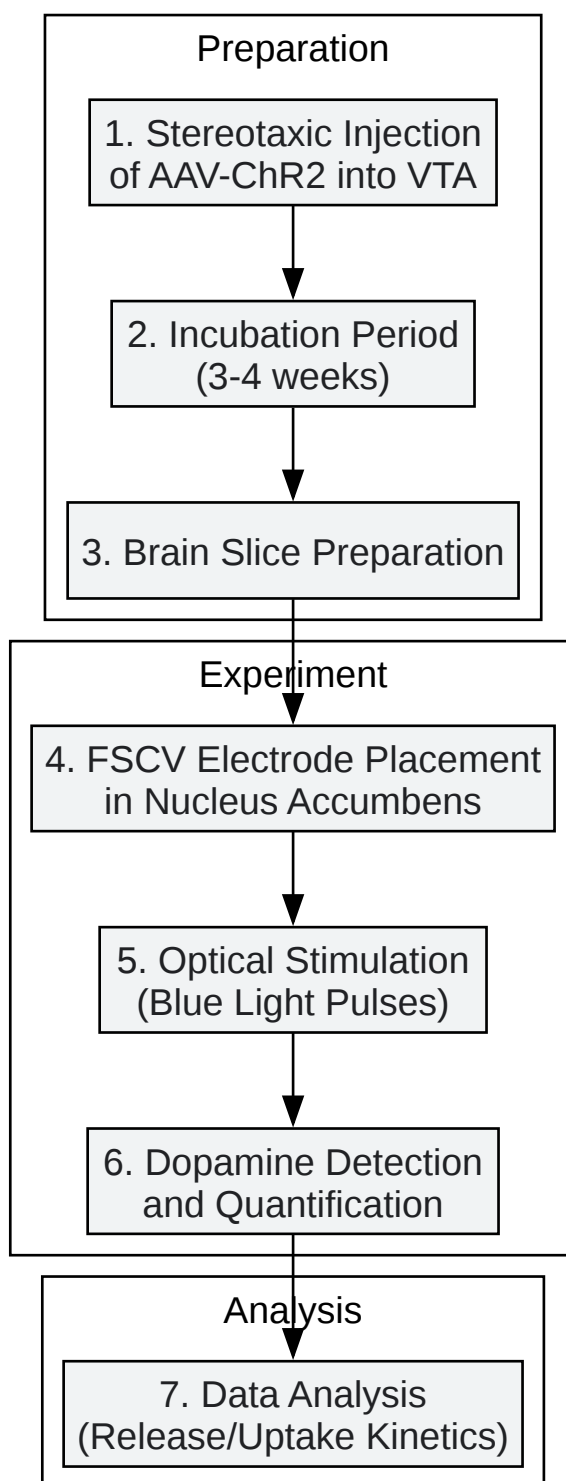 Preparation
1. Stereotaxic Injection
of AAV-ChR2 into VTA
2. Incubation Period
(3-4 weeks)
3. Brain Slice Preparation
Experiment
4. FSCV Electrode Placement
in Nucleus Accumbens
5. Optical Stimulation
(Blue Light Pulses)
6. Dopamine Detection
and Quantification
Analysis
7. Data Analysis
(Release/Uptake Kinetics)